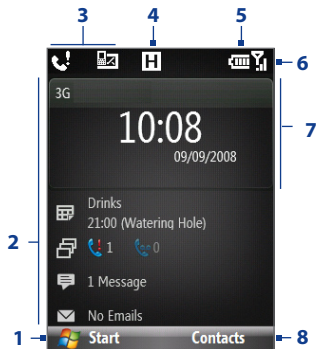 3 4 5
H
6
3G
10:08
7
09/09/2008
Drinks
21:00 (Watering Hole)
2
1 0
1 Message
No Emails
1 Start Contacts 8